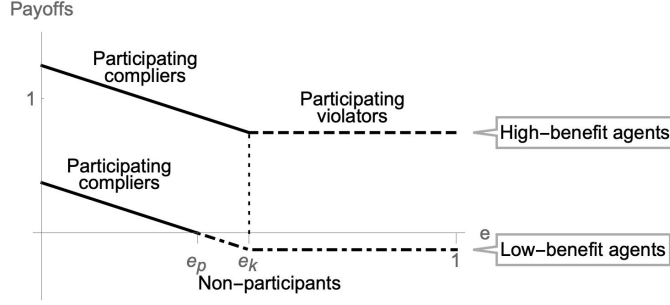 Payoffs
Participating
compliers
1
Participating
violators
High−benefit agents
Participating
compliers
e
e_p
e_k
1
Low−benefit agents
Non−participants